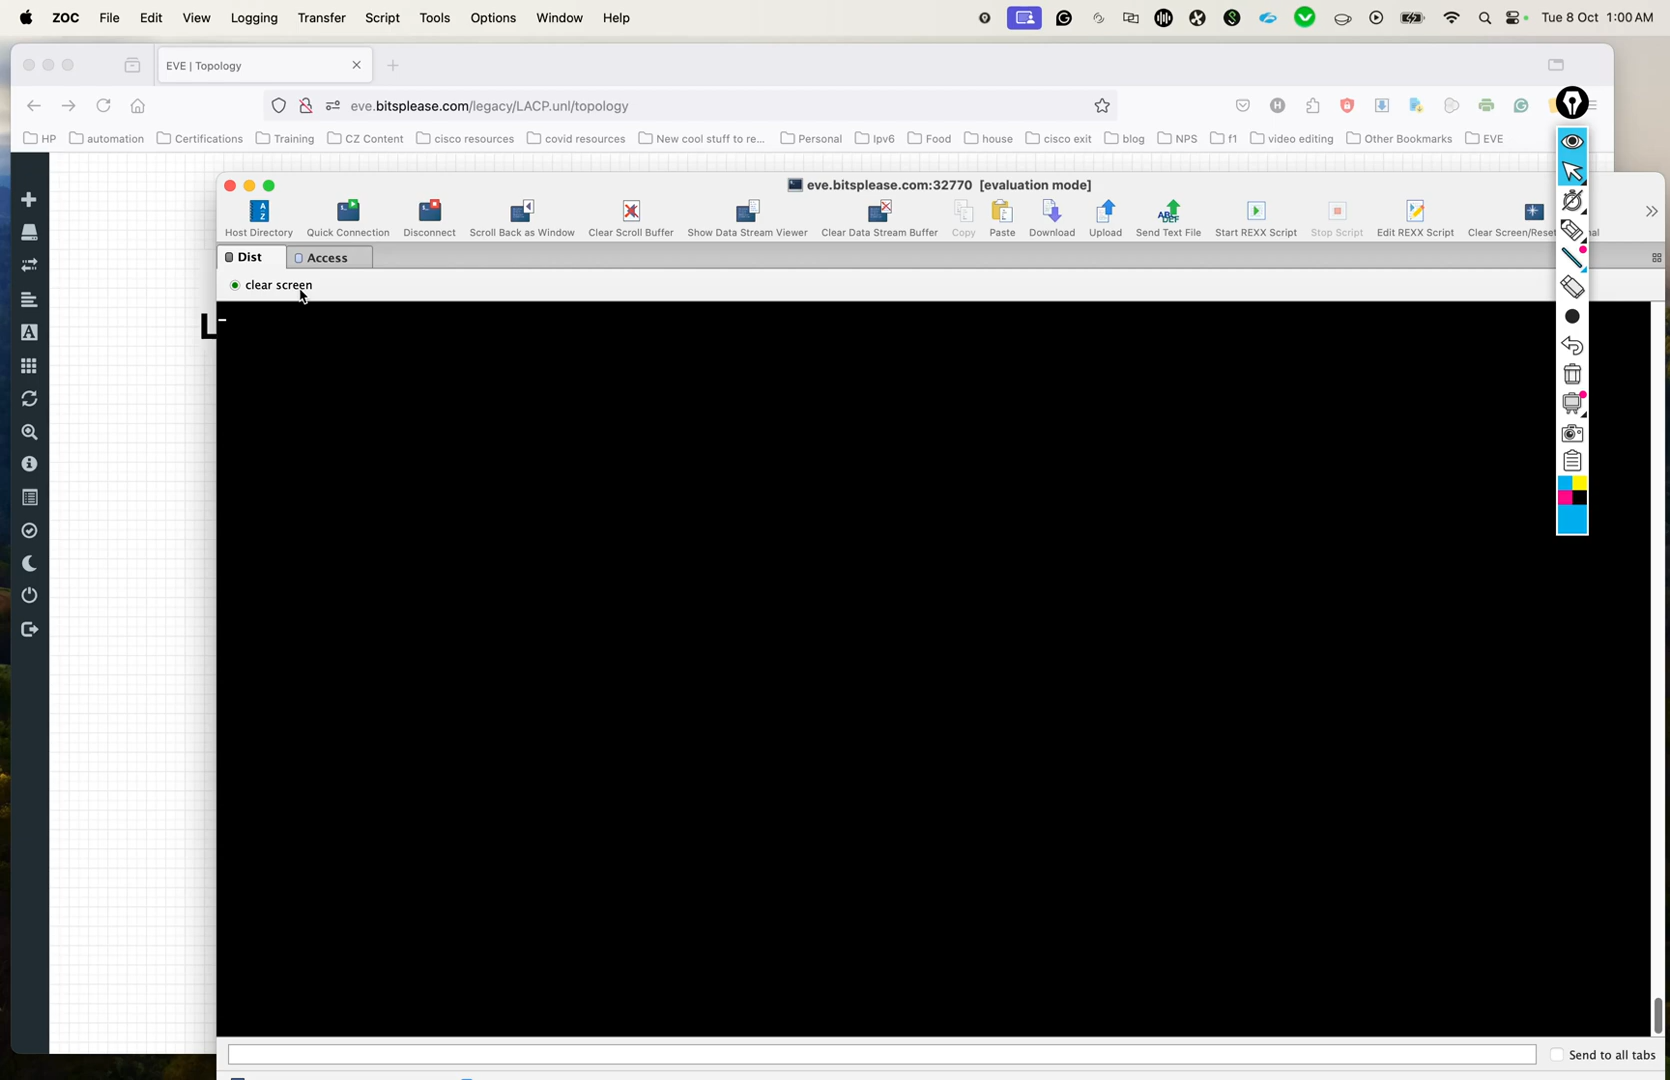 ZOC File Edit View Logging Transfer Script Tools Options Window Help Tue 8 Oct 1:00 AM
EVE | Topology
eve.bitsplease.com/legacy/LACP.unl/topology
HP automation Certifications Training CZ Content cisco resources covid resources New cool stuff to re... Personal Ipv6 Food house cisco exit blog NPS f1 video editing Other Bookmarks EVE
eve.bitsplease.com:32770 [evaluation mode]
Host Directory Quick Connection Disconnect Scroll Back as Window Clear Scroll Buffer Show Data Stream Viewer Clear Data Stream Buffer Copy Paste Download Upload Send Text File Start REXX Script Stop Script Edit REXX Script Clear Screen/Reset
Dist Access
clear screen
L
Send to all tabs